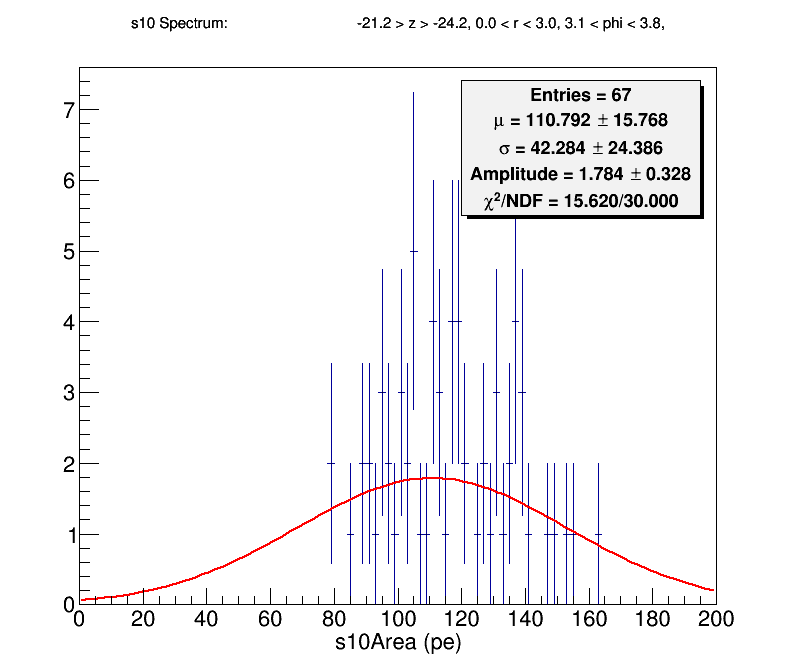 s10 Spectrum: -21.2 > z > -24.2, 0.0 < r < 3.0, 3.1 < phi < 3.8,
Entries = 67
μ = 110.792 ± 15.768
σ = 42.284 ± 24.386
Amplitude = 1.784 ± 0.328
χ²/NDF = 15.620/30.000
7
6
5
4
3
2
1
0
0 20 40 60 80 100 120 140 160 180 200
s10Area (pe)